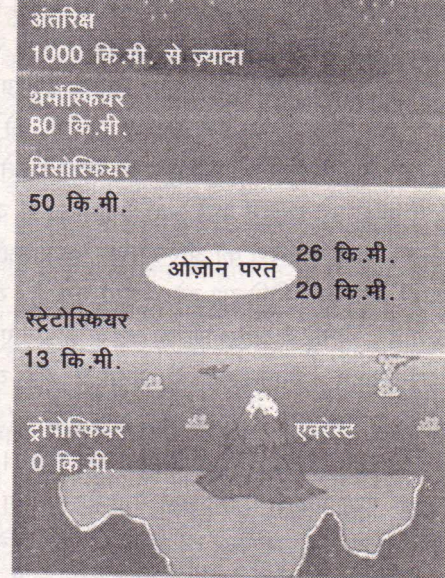 अंतरिक्ष
1000 कि.मी. से ज़्यादा
थर्मोस्फियर
80 कि.मी.
मिसोस्फियर
50 कि.मी.
ओज़ोन परत
26 कि.मी.
20 कि.मी.
स्ट्रेटोस्फियर
13 कि.मी.
ट्रोपोस्फियर
एवरेस्ट
0 कि.मी.